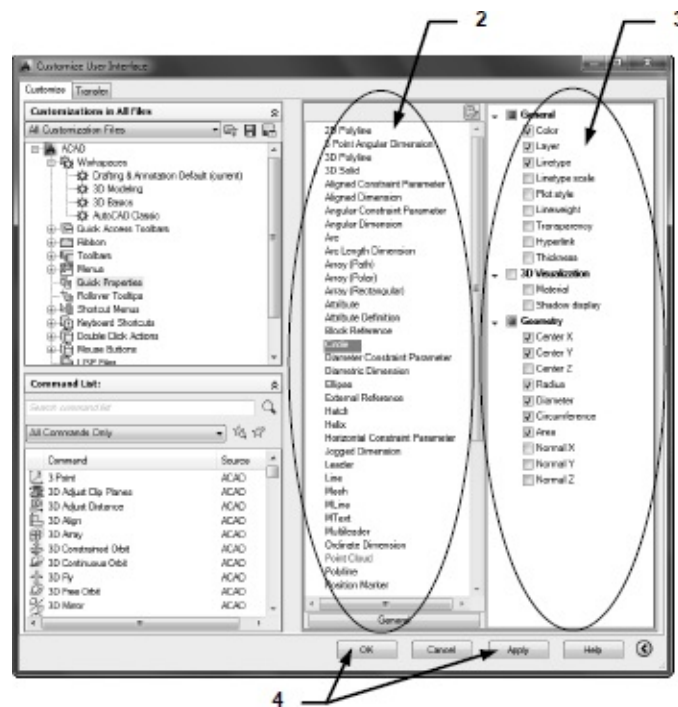 2
3
Customize User Interface
Customize
Transfer
Customizations in All Files
All Customization Files
ACAD
Workspaces
Drafting & Annotation Default (current)
3D Modeling
3D Basics
AutoCAD Classic
Quick Access Toolbars
Ribbon
Toolbars
Menus
Quick Properties
Rollover Tooltips
Shortcut Menus
Keyboard Shortcuts
Double Click Actions
Mouse Buttons
LISP Files
Command List:
Search command list
All Commands Only
Command Source
3 Point ACAD
3D Adjust Clip Planes ACAD
3D Adjust Distance ACAD
3D Align ACAD
3D Array ACAD
3D Constrained Orbit ACAD
3D Continuous Orbit ACAD
3D Fly ACAD
3D Free Orbit ACAD
3D Mirror ACAD
2D Polyline
3 Point Angular Dimension
3D Polyline
3D Solid
Aligned Constraint Parameter
Aligned Dimension
Angular Constraint Parameter
Angular Dimension
Arc
Arc Length Dimension
Array (Path)
Array (Polar)
Array (Rectangular)
Attribute
Attribute Definition
Block Reference
Circle
Diameter Constraint Parameter
Diametric Dimension
Ellipse
External Reference
Hatch
Helix
Horizontal Constraint Parameter
Jogged Dimension
Leader
Line
Mesh
MLine
MText
Multileader
Ordinate Dimension
Point Cloud
Polyline
Position Marker
General
General
Color
Layer
Linetype
Linetype scale
Plot style
Lineweight
Transparency
Hyperlink
Thickness
3D Visualization
Material
Shadow display
Geometry
Center X
Center Y
Center Z
Radius
Diameter
Circumference
Area
Normal X
Normal Y
Normal Z
OK
Cancel
Apply
Help
4